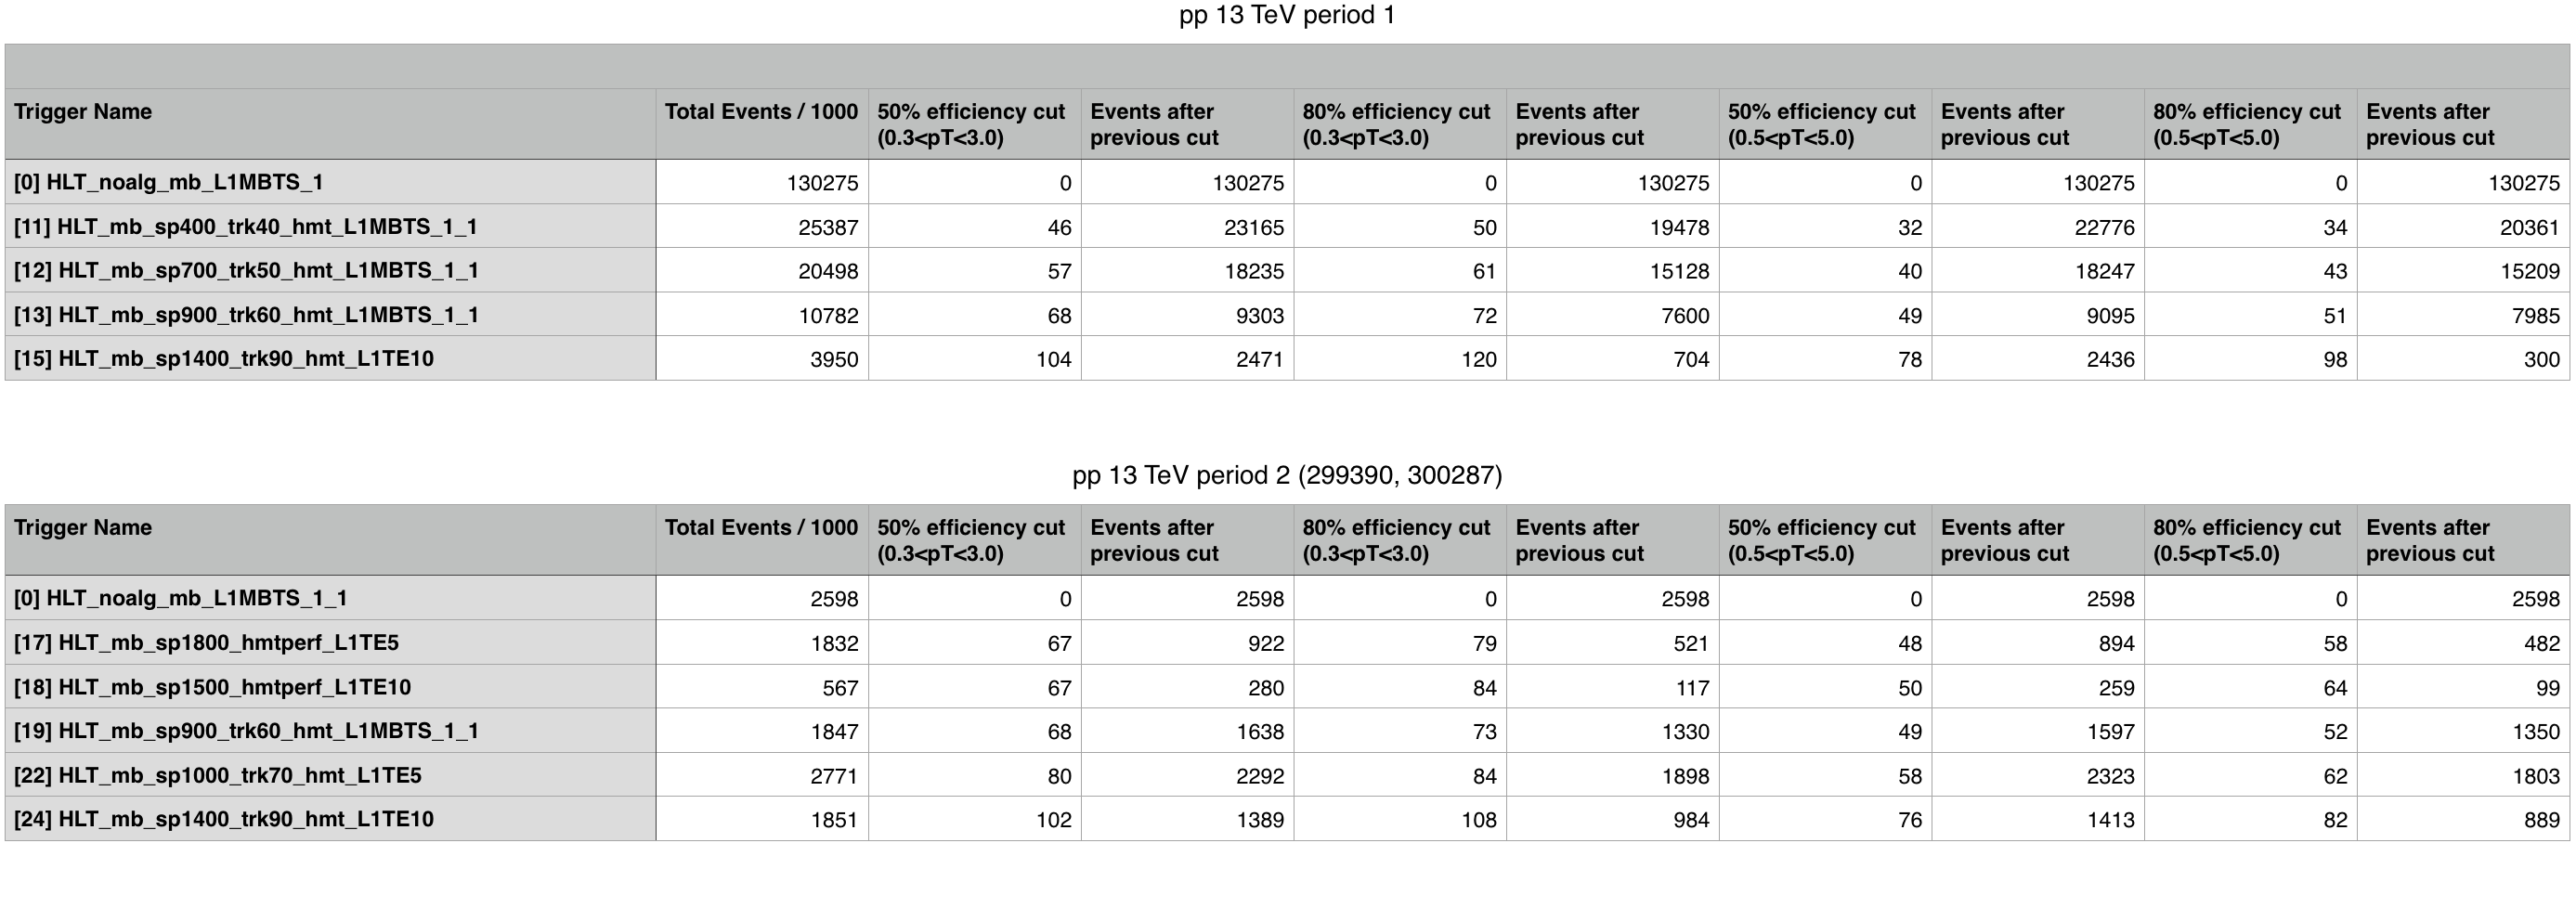 pp 13 TeV period 1
Trigger Name Total Events / 1000 50% efficiency cut (0.3<pT<3.0) Events after previous cut 80% efficiency cut (0.3<pT<3.0) Events after previous cut 50% efficiency cut (0.5<pT<5.0) Events after previous cut 80% efficiency cut (0.5<pT<5.0) Events after previous cut
[0] HLT_noalg_mb_L1MBTS_1 130275 0 130275 0 130275 0 130275 0 130275
[11] HLT_mb_sp400_trk40_hmt_L1MBTS_1_1 25387 46 23165 50 19478 32 22776 34 20361
[12] HLT_mb_sp700_trk50_hmt_L1MBTS_1_1 20498 57 18235 61 15128 40 18247 43 15209
[13] HLT_mb_sp900_trk60_hmt_L1MBTS_1_1 10782 68 9303 72 7600 49 9095 51 7985
[15] HLT_mb_sp1400_trk90_hmt_L1TE10 3950 104 2471 120 704 78 2436 98 300
pp 13 TeV period 2 (299390, 300287)
Trigger Name Total Events / 1000 50% efficiency cut (0.3<pT<3.0) Events after previous cut 80% efficiency cut (0.3<pT<3.0) Events after previous cut 50% efficiency cut (0.5<pT<5.0) Events after previous cut 80% efficiency cut (0.5<pT<5.0) Events after previous cut
[0] HLT_noalg_mb_L1MBTS_1_1 2598 0 2598 0 2598 0 2598 0 2598
[17] HLT_mb_sp1800_hmtperf_L1TE5 1832 67 922 79 521 48 894 58 482
[18] HLT_mb_sp1500_hmtperf_L1TE10 567 67 280 84 117 50 259 64 99
[19] HLT_mb_sp900_trk60_hmt_L1MBTS_1_1 1847 68 1638 73 1330 49 1597 52 1350
[22] HLT_mb_sp1000_trk70_hmt_L1TE5 2771 80 2292 84 1898 58 2323 62 1803
[24] HLT_mb_sp1400_trk90_hmt_L1TE10 1851 102 1389 108 984 76 1413 82 889